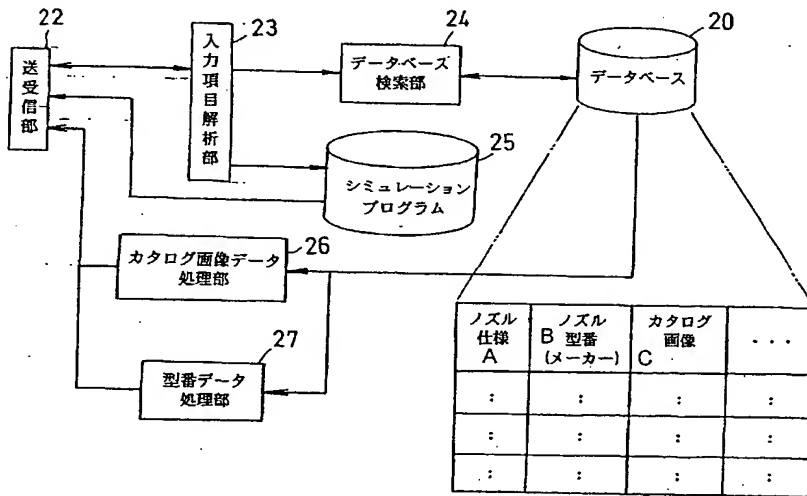 22
送受信部
23
入力項目解析部
24
データベーズ
検索部
20
データベース
25
シミュレーション
プログラム
26
カタログ画像データ
処理部
27
型番データ
処理部
ノズル
仕様
A
B ノズル
型番
(メーカー)
カタログ
画像
C
・・・
: : : :
: : : :
: : : :